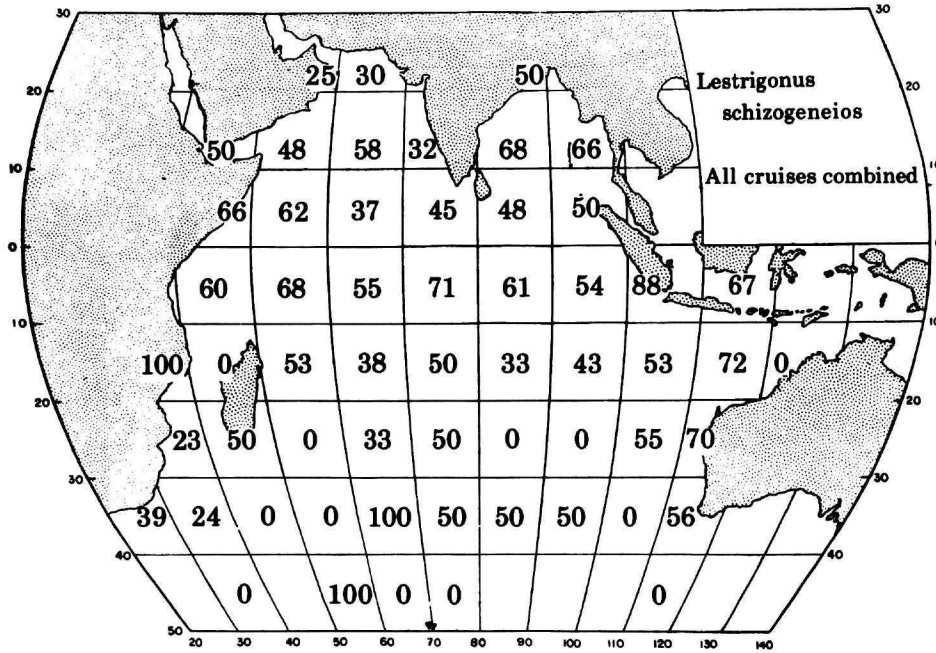 30 30
25 30 50 Lestrigonus
20 20
schizogeneios
50 48 58 32 68 66
10 All cruises combined 10
66 62 37 45 48 50
0 0
60 68 55 71 61 54 88 67
10 10
100 0 53 38 50 33 43 53 72 0
20 20
23 50 0 33 50 0 0 55 70
30 30
39 24 0 0 100 50 50 50 0 56
40 40
0 100 0 0 0
50 50
20 30 40 50 60 70 80 90 100 110 120 130 140